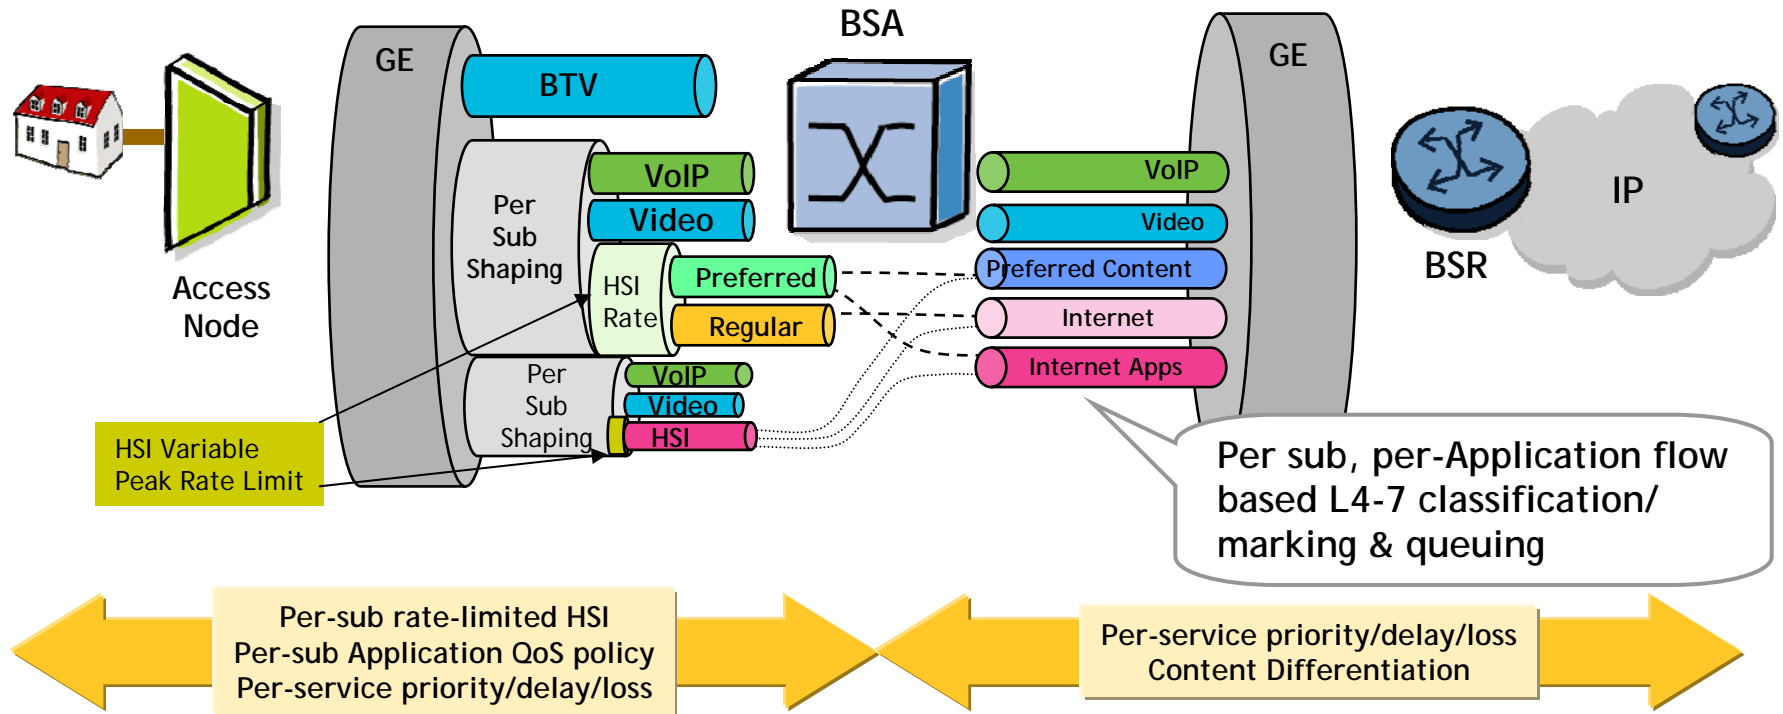 BSA
GE
GE
BTV
VoIP
Video
Per
Sub
Shaping
HSI
Rate
Preferred
Regular
VoIP
Video
Preferred Content
Internet
Internet Apps
IP
BSR
Access
Node
Per
Sub
Shaping
VoIP
Video
HSI
HSI Variable
Peak Rate Limit
Per sub, per-Application flow
based L4-7 classification/
marking & queuing
Per-sub rate-limited HSI
Per-sub Application QoS policy
Per-service priority/delay/loss
Per-service priority/delay/loss
Content Differentiation